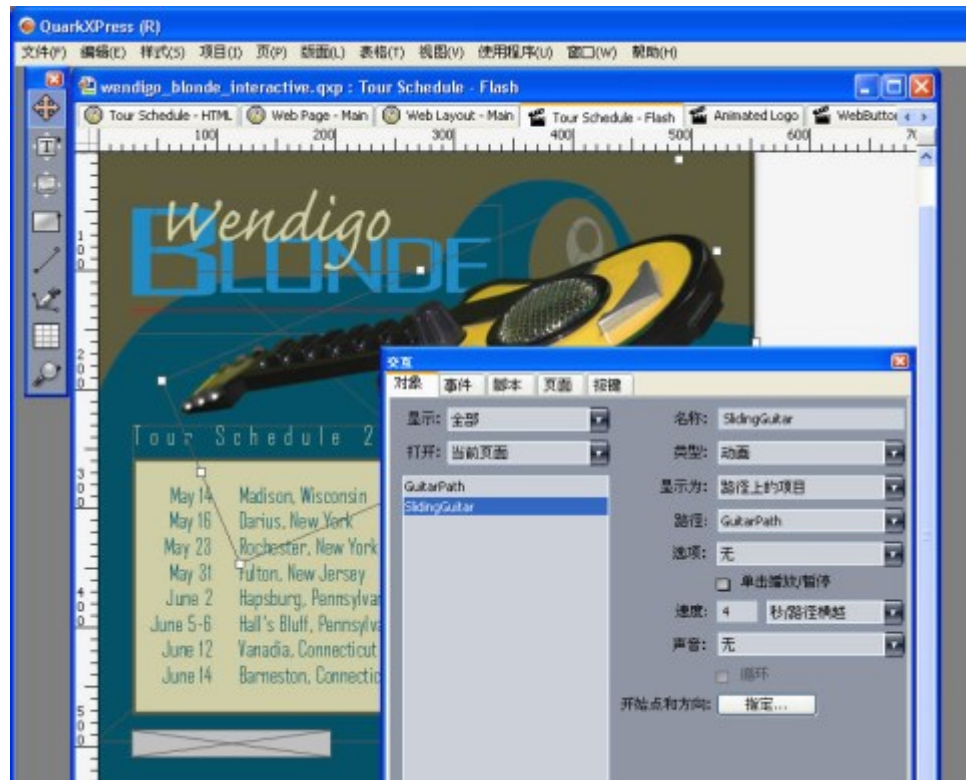 QuarkXPress (R)
文件(F) 编辑(E) 样式(S) 项目(I) 页(P) 版面(L) 表格(T) 视图(V) 使用程序(U) 窗口(W) 帮助(H)
wendigo_blonde_interactive.qxp : Tour Schedule - Flash
Tour Schedule - HTML Web Page - Main Web Layout - Main Tour Schedule - Flash Animated Logo WebButton
100 200 300 400 500 600
Wendigo
BLONDE
Tour Schedule 2
May 14 Madison, Wisconsin
May 16 Darius, New York
May 23 Rochester, New York
May 31 Fulton, New Jersey
June 2 Hapsburg, Pennsylva
June 5-6 Hall's Bluff, Pennsylva
June 12 Vanadia, Connecticut
June 14 Barneston, Connectic
交互
对象 事件 脚本 页面 按键
显示: 全部
打开: 当前页面
GuitarPath
SlidingGuitar
名称: SlidingGuitar
类型: 动画
显示为: 路径上的项目
路径: GuitarPath
选项: 无
单击播放/暂停
速度: 4 秒/路径横越
声音: 无
循环
开始点和方向: 指定...